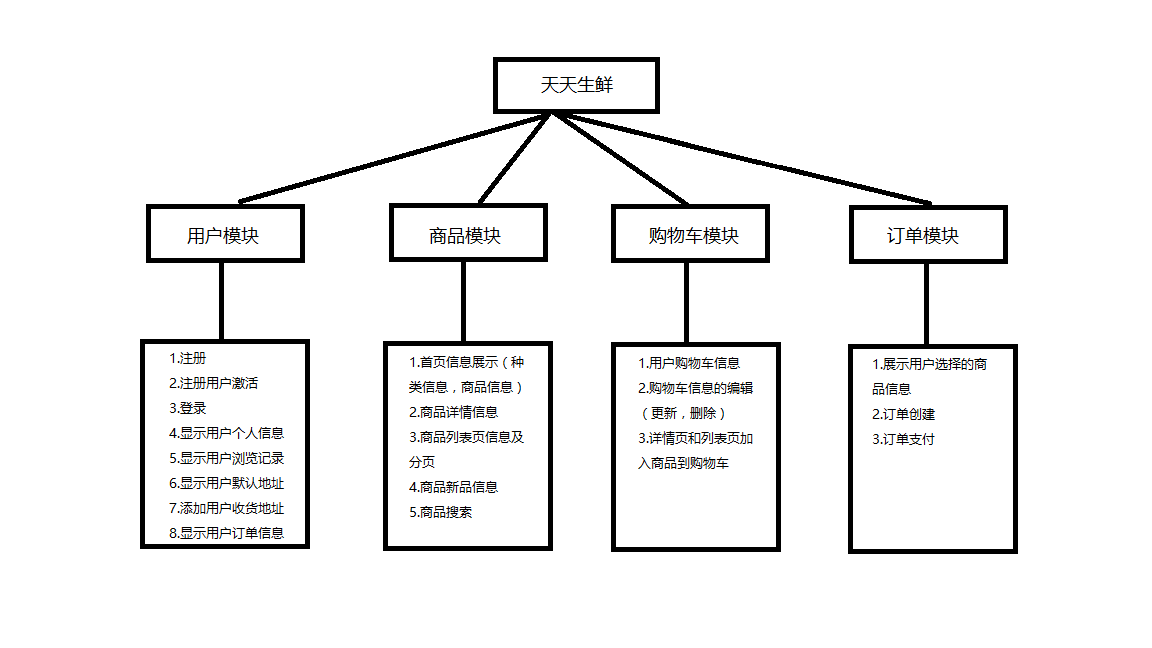 天天生鲜
用户模块
商品模块
购物车模块
订单模块
1.注册
2.注册用户激活
3.登录
4.显示用户个人信息
5.显示用户浏览记录
6.显示用户默认地址
7.添加用户收货地址
8.显示用户订单信息
1.首页信息展示（种
类信息，商品信息）
2.商品详情信息
3.商品列表页信息及
分页
4.商品新品信息
5.商品搜索
1.用户购物车信息
2.购物车信息的编辑
（更新，删除）
3.详情页和列表页加
入商品到购物车
1.展示用户选择的商
品信息
2.订单创建
3.订单支付